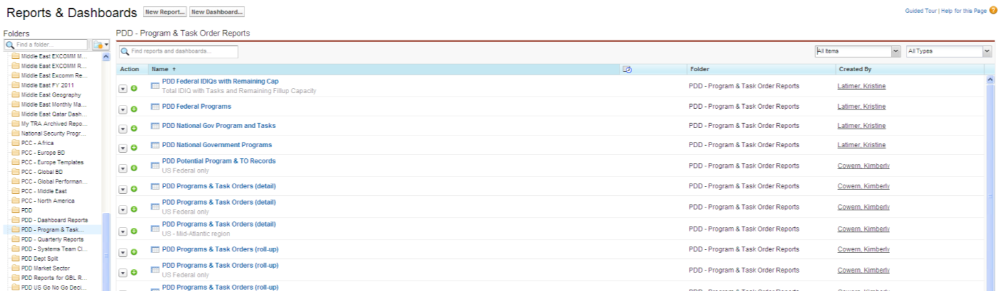 Reports & Dashboards New Report... New Dashboard... Guided Tour | Help for this Page
Folders
Find a folder...
Middle East EXCOMM M...
Middle East EXCOMM R...
Middle East Excomm Re...
Middle East FY 2011
Middle East Geography
Middle East Monthly Ma...
Middle East Qatar Dash...
My TRA Archived Repo...
National Security Progr...
PCC - Africa
PCC - Europe BD
PCC - Europe Templates
PCC - Global BD
PCC - Global Performan...
PCC - Middle East
PCC - North America
PDD
PDD - Dashboard Reports
PDD - Program & Task...
PDD - Quarterly Reports
PDD - Systems Team Cl...
PDD Dept Split
PDD Market Sector
PDD Reports for GBL R...
PDD US Go No Go Deci...
PDD - Program & Task Order Reports
Find reports and dashboards... All Items All Types
Action Name ↑ Folder Created By
PDD Federal IDIQs with Remaining Cap
Total IDIQ with Tasks and Remaining Fillup Capacity
PDD - Program & Task Order Reports Latimer, Kristine
PDD Federal Programs PDD - Program & Task Order Reports Latimer, Kristine
PDD National Gov Program and Tasks PDD - Program & Task Order Reports Latimer, Kristine
PDD National Government Programs PDD - Program & Task Order Reports Latimer, Kristine
PDD Potential Program & TO Records
US Federal only
PDD - Program & Task Order Reports Cowern, Kimberly
PDD Programs & Task Orders (detail) PDD - Program & Task Order Reports Cowern, Kimberly
PDD Programs & Task Orders (detail)
US Federal only
PDD - Program & Task Order Reports Cowern, Kimberly
PDD Programs & Task Orders (detail)
US - Mid-Atlantic region
PDD - Program & Task Order Reports Cowern, Kimberly
PDD Programs & Task Orders (roll-up) PDD - Program & Task Order Reports Cowern, Kimberly
PDD Programs & Task Orders (roll-up)
US Federal only
PDD - Program & Task Order Reports Cowern, Kimberly
PDD Programs & Task Orders (roll-up)
PDD - Program & Task Order Reports Cowern, Kimberly